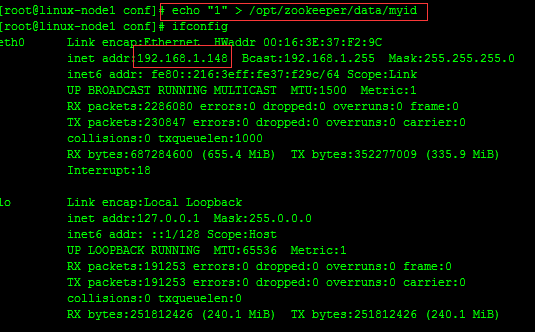 [root@linux-node1 conf]# echo "1" > /opt/zookeeper/data/myid
[root@linux-node1 conf]# ifconfig
eth0 Link encap:Ethernet HWaddr 00:16:3E:37:F2:9C
inet addr:192.168.1.148 Bcast:192.168.1.255 Mask:255.255.255.0
inet6 addr: fe80::216:3eff:fe37:f29c/64 Scope:Link
UP BROADCAST RUNNING MULTICAST MTU:1500 Metric:1
RX packets:2286080 errors:0 dropped:0 overruns:0 frame:0
TX packets:230847 errors:0 dropped:0 overruns:0 carrier:0
collisions:0 txqueuelen:1000
RX bytes:687284600 (655.4 MiB) TX bytes:352277009 (335.9 MiB)
Interrupt:18
lo Link encap:Local Loopback
inet addr:127.0.0.1 Mask:255.0.0.0
inet6 addr: ::1/128 Scope:Host
UP LOOPBACK RUNNING MTU:65536 Metric:1
RX packets:191253 errors:0 dropped:0 overruns:0 frame:0
TX packets:191253 errors:0 dropped:0 overruns:0 carrier:0
collisions:0 txqueuelen:0
RX bytes:251812426 (240.1 MiB) TX bytes:251812426 (240.1 MiB)